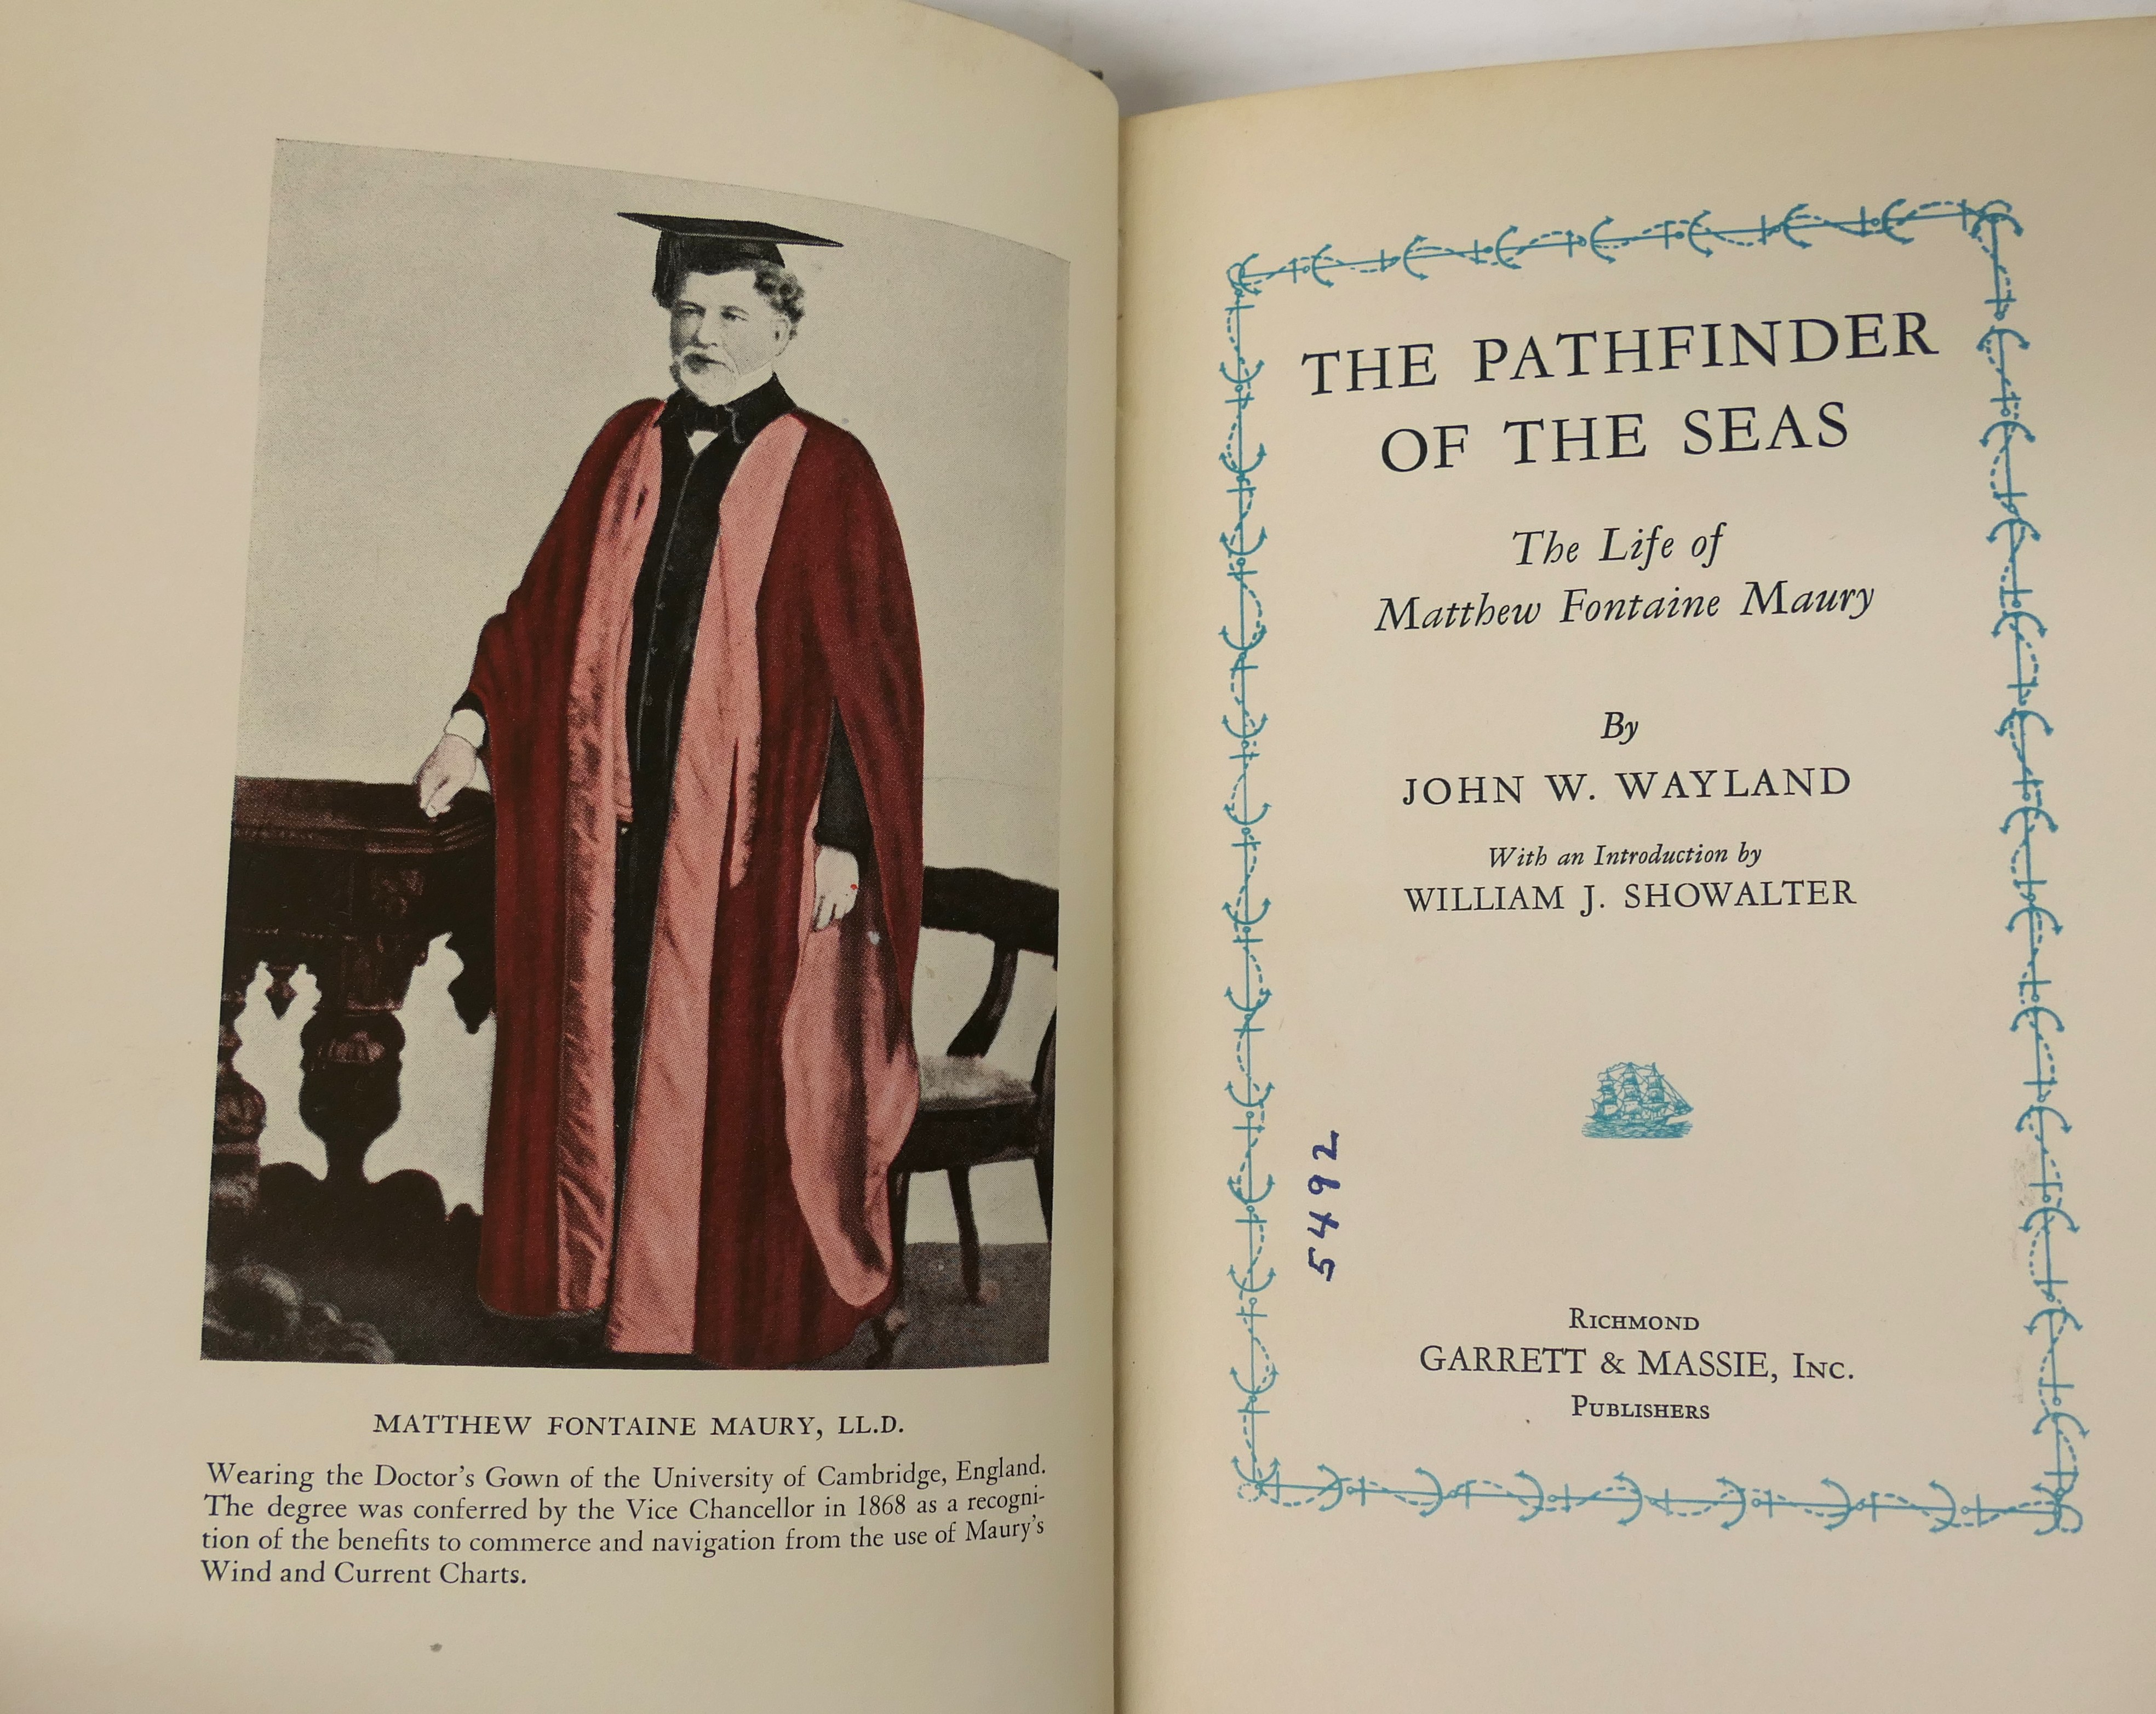 MATTHEW FONTAINE MAURY, LL.D.
Wearing the Doctor's Gown of the University of Cambridge, England.
The degree was conferred by the Vice Chancellor in 1868 as a recogni-
tion of the benefits to commerce and navigation from the use of Maury's
Wind and Current Charts.
THE PATHFINDER
OF THE SEAS
The Life of
Matthew Fontaine Maury
By
JOHN W. WAYLAND
With an Introduction by
WILLIAM J. SHOWALTER
5492
RICHMOND
GARRETT & MASSIE, INC.
PUBLISHERS